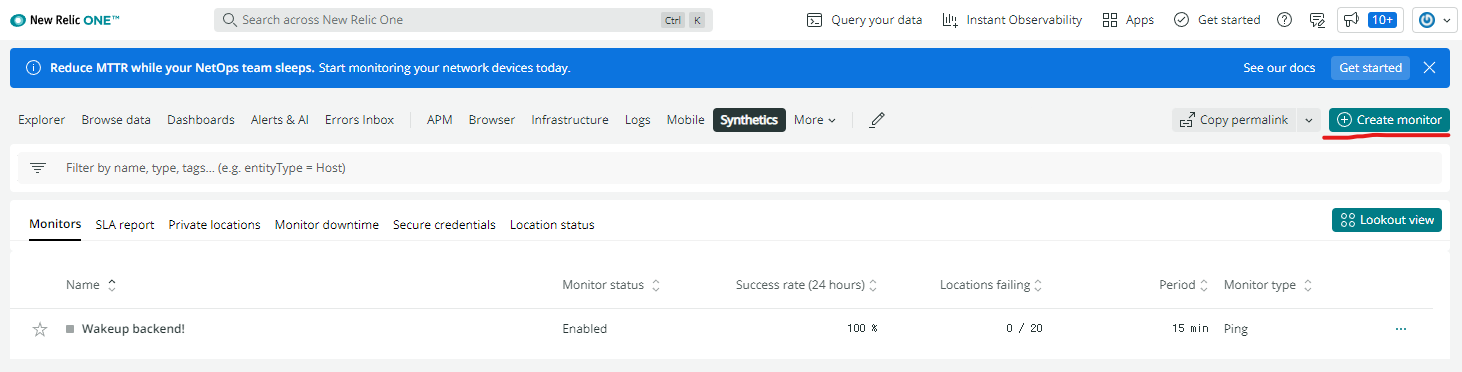 New Relic ONE™ Search across New Relic One Ctrl K Query your data Instant Observability Apps Get started 10+
Reduce MTTR while your NetOps team sleeps. Start monitoring your network devices today. See our docs Get started
Explorer Browse data Dashboards Alerts & AI Errors Inbox APM Browser Infrastructure Logs Mobile Synthetics More Copy permalink Create monitor
Filter by name, type, tags... (e.g. entityType = Host)
Monitors SLA report Private locations Monitor downtime Secure credentials Location status Lookout view
Name Monitor status Success rate (24 hours) Locations failing Period Monitor type
Wakeup backend! Enabled 100 % 0 / 20 15 min Ping